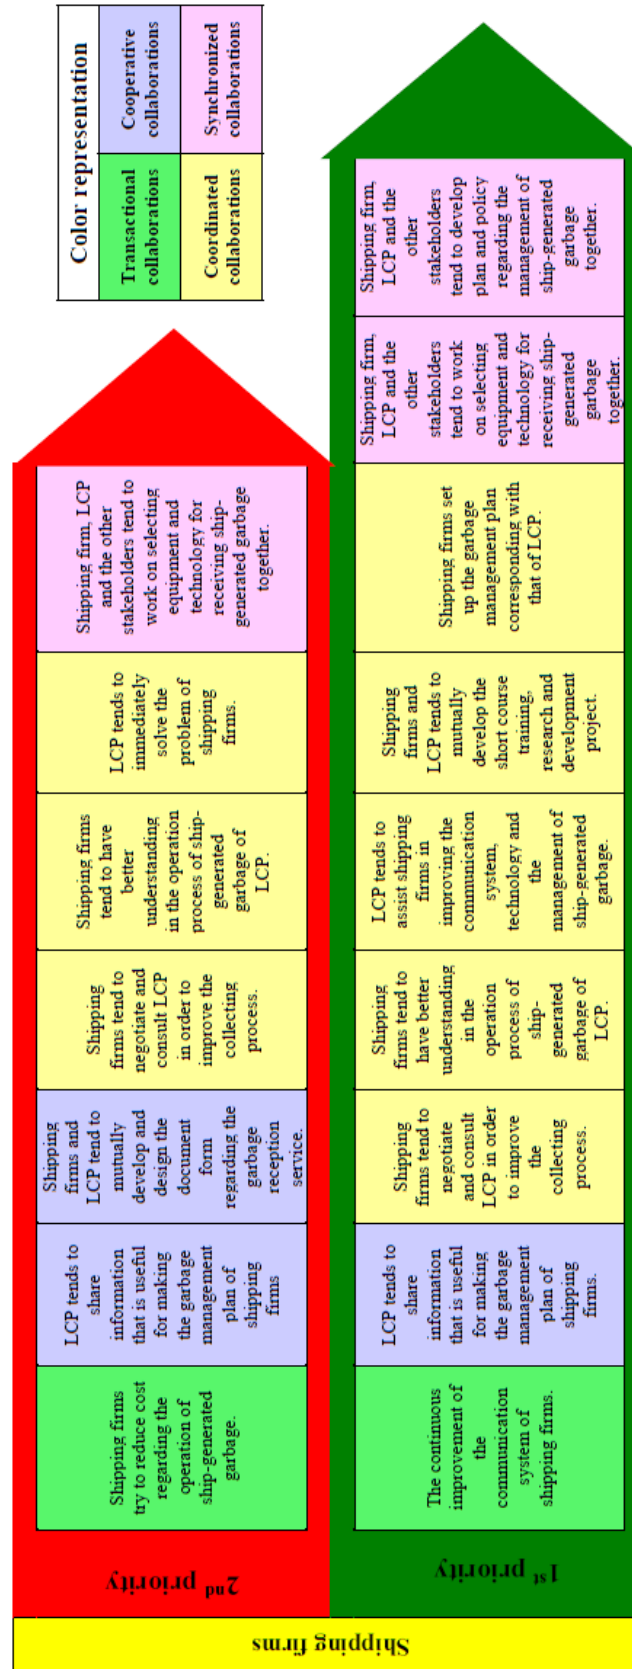 Color representation
Transactional
collaborations
Cooperative
collaborations
Coordinated
collaborations
Synchronized
collaborations
Shipping firms
2nd priority
Shipping firms
try to reduce cost
regarding the
operation of
ship-generated
garbage.
LCP tends to
share
information
that is useful
for making
the garbage
management
plan of
shipping
firms
Shipping
firms and
LCP tend to
mutually
develop and
design the
document
form
regarding the
garbage
reception
service.
Shipping
firms tend to
negotiate and
consult LCP
in order to
improve the
collecting
process.
Shipping firms
tend to have
better
understanding
in the operation
process of ship-
generated
garbage of
LCP.
LCP tends to
immediately
solve the
problem of
shipping
firms.
Shipping firm, LCP
and the other
stakeholders tend to
work on selecting
equipment and
technology for
receiving ship-
generated garbage
together.
1st priority
The continuous
improvement of
the
communication
system of
shipping firms.
LCP tends to
share
information
that is useful
for making
the garbage
management
plan of
shipping
firms.
Shipping
firms tend to
negotiate
and consult
LCP in order
to improve
the
collecting
process.
Shipping
firms tend to
have better
understanding
in the
operation
process of
ship-
generated
garbage of
LCP.
LCP tends to
assist shipping
firms in
improving the
communication
system,
technology and
the
management of
ship-generated
garbage.
Shipping
firms and
LCP tends to
mutually
develop the
short course
training,
research and
development
project.
Shipping firms set
up the garbage
management plan
corresponding with
that of LCP.
Shipping firm,
LCP and the
other
stakeholders
tend to work
on selecting
equipment and
technology for
receiving ship-
generated
garbage
together.
Shipping firm,
LCP and the
other
stakeholders
tend to develop
plan and policy
regarding the
management of
ship-generated
garbage
together.